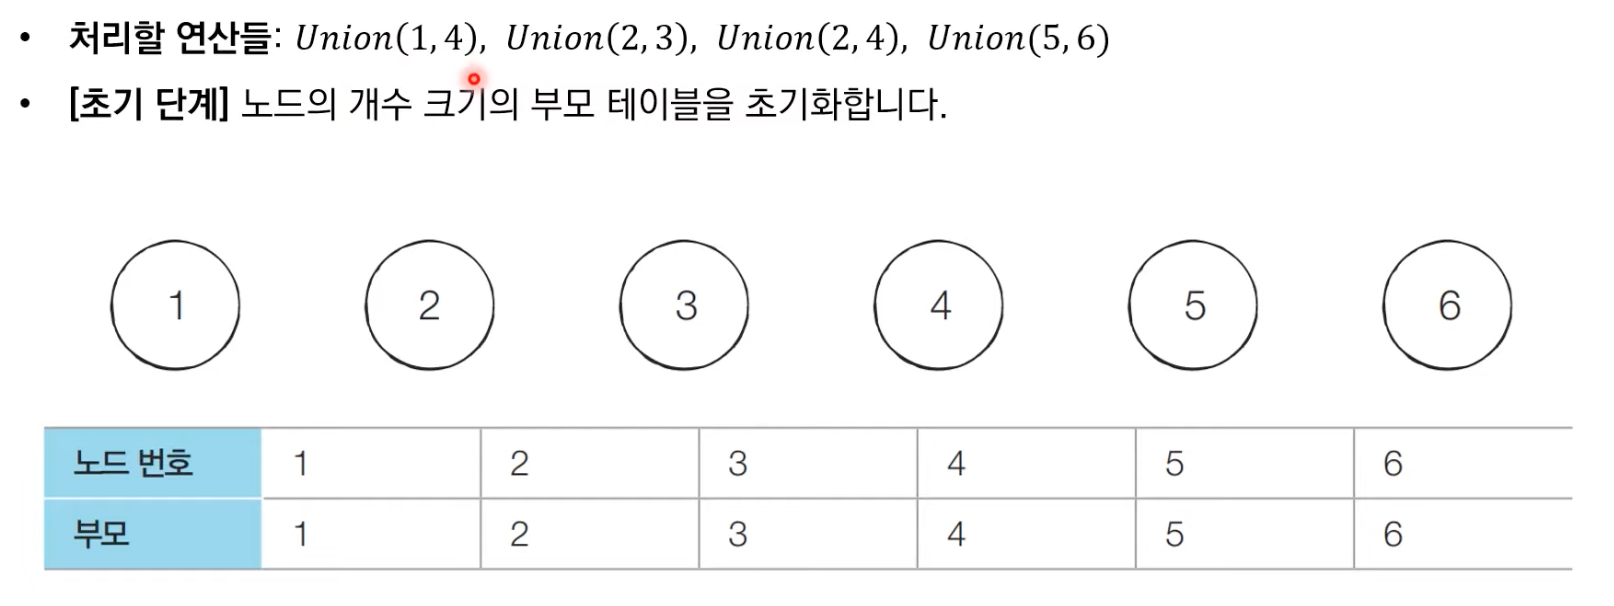 • 처리할 연산들: Union(1, 4), Union(2, 3), Union(2, 4), Union(5, 6)
• [초기 단계] 노드의 개수 크기의 부모 테이블을 초기화합니다.
1 2 3 4 5 6
노드 번호 1 2 3 4 5 6
부모 1 2 3 4 5 6